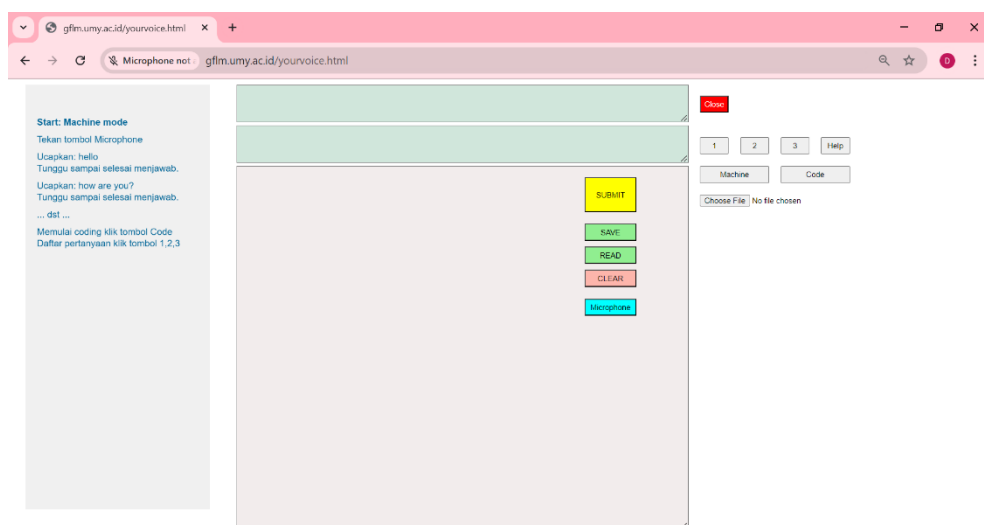 gflm.umy.ac.id/yourvoice.html
Microphone not
gflm.umy.ac.id/yourvoice.html
D
Start: Machine mode
Tekan tombol Microphone
Ucapkan: hello
Tunggu sampai selesai menjawab.
Ucapkan: how are you?
Tunggu sampai selesai menjawab.
... dst ...
Memulai coding klik tombol Code
Daftar pertanyaan klik tombol 1,2,3
SUBMIT
SAVE
READ
CLEAR
Microphone
Close
1 2 3 Help
Machine Code
Choose File No file chosen